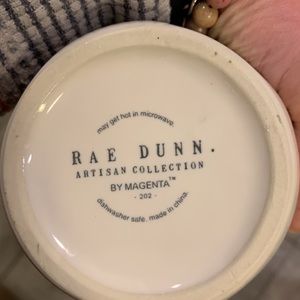 may get hot in microwave.
RAE DUNN.
ARTISAN COLLECTION
BY MAGENTA™
- 202 -
dishwasher safe. made in china.